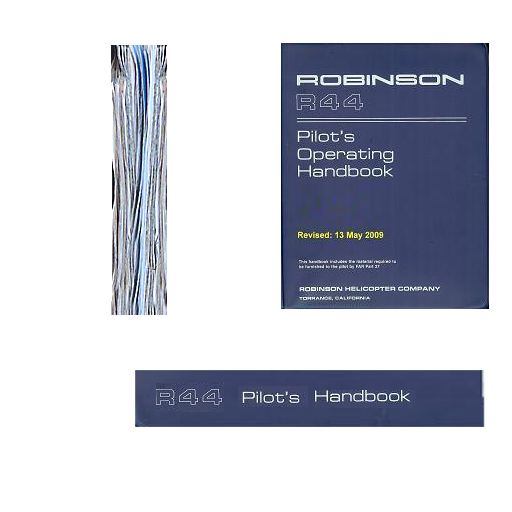 ROBINSON
R44
Pilot's
Operating
Handbook
Revised: 13 May 2009
This handbook includes the material required to
be furnished to the pilot by FAR Part 27
ROBINSON HELICOPTER COMPANY
TORRANCE, CALIFORNIA
R44 Pilot's Handbook